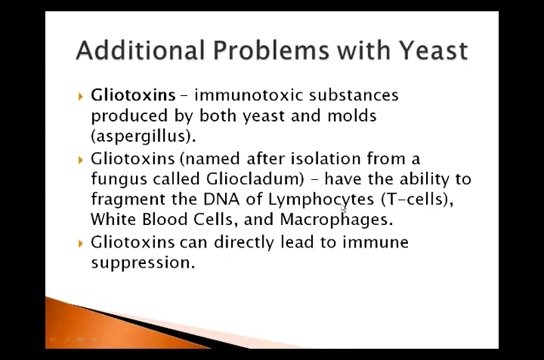 Additional Problems with Yeast
Gliotoxins – immunotoxic substances
produced by both yeast and molds
(aspergillus).
Gliotoxins (named after isolation from a
fungus called Gliocladum) – have the ability to
fragment the DNA of Lymphocytes (T-cells),
White Blood Cells, and Macrophages.
Gliotoxins can directly lead to immune
suppression.